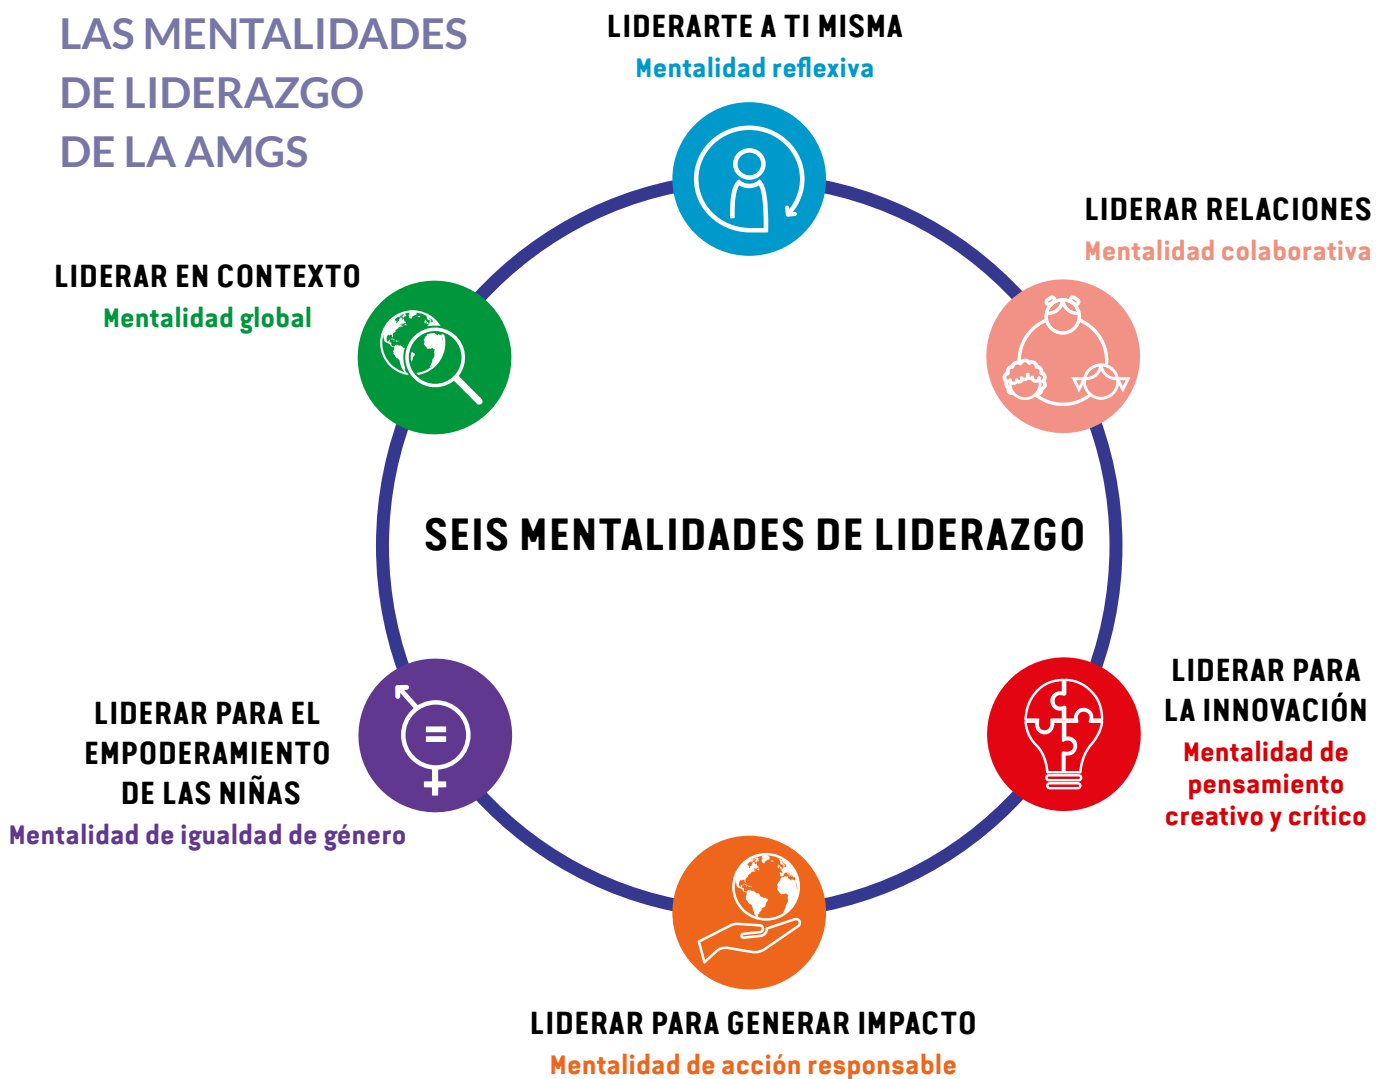 LAS MENTALIDADES
DE LIDERAZGO
DE LA AMGS
LIDERARTE A TI MISMA
Mentalidad reflexiva
LIDERAR RELACIONES
Mentalidad colaborativa
LIDERAR EN CONTEXTO
Mentalidad global
SEIS MENTALIDADES DE LIDERAZGO
LIDERAR PARA
LA INNOVACIÓN
Mentalidad de
pensamiento
creativo y crítico
LIDERAR PARA EL
EMPODERAMIENTO
DE LAS NIÑAS
Mentalidad de igualdad de género
LIDERAR PARA GENERAR IMPACTO
Mentalidad de acción responsable